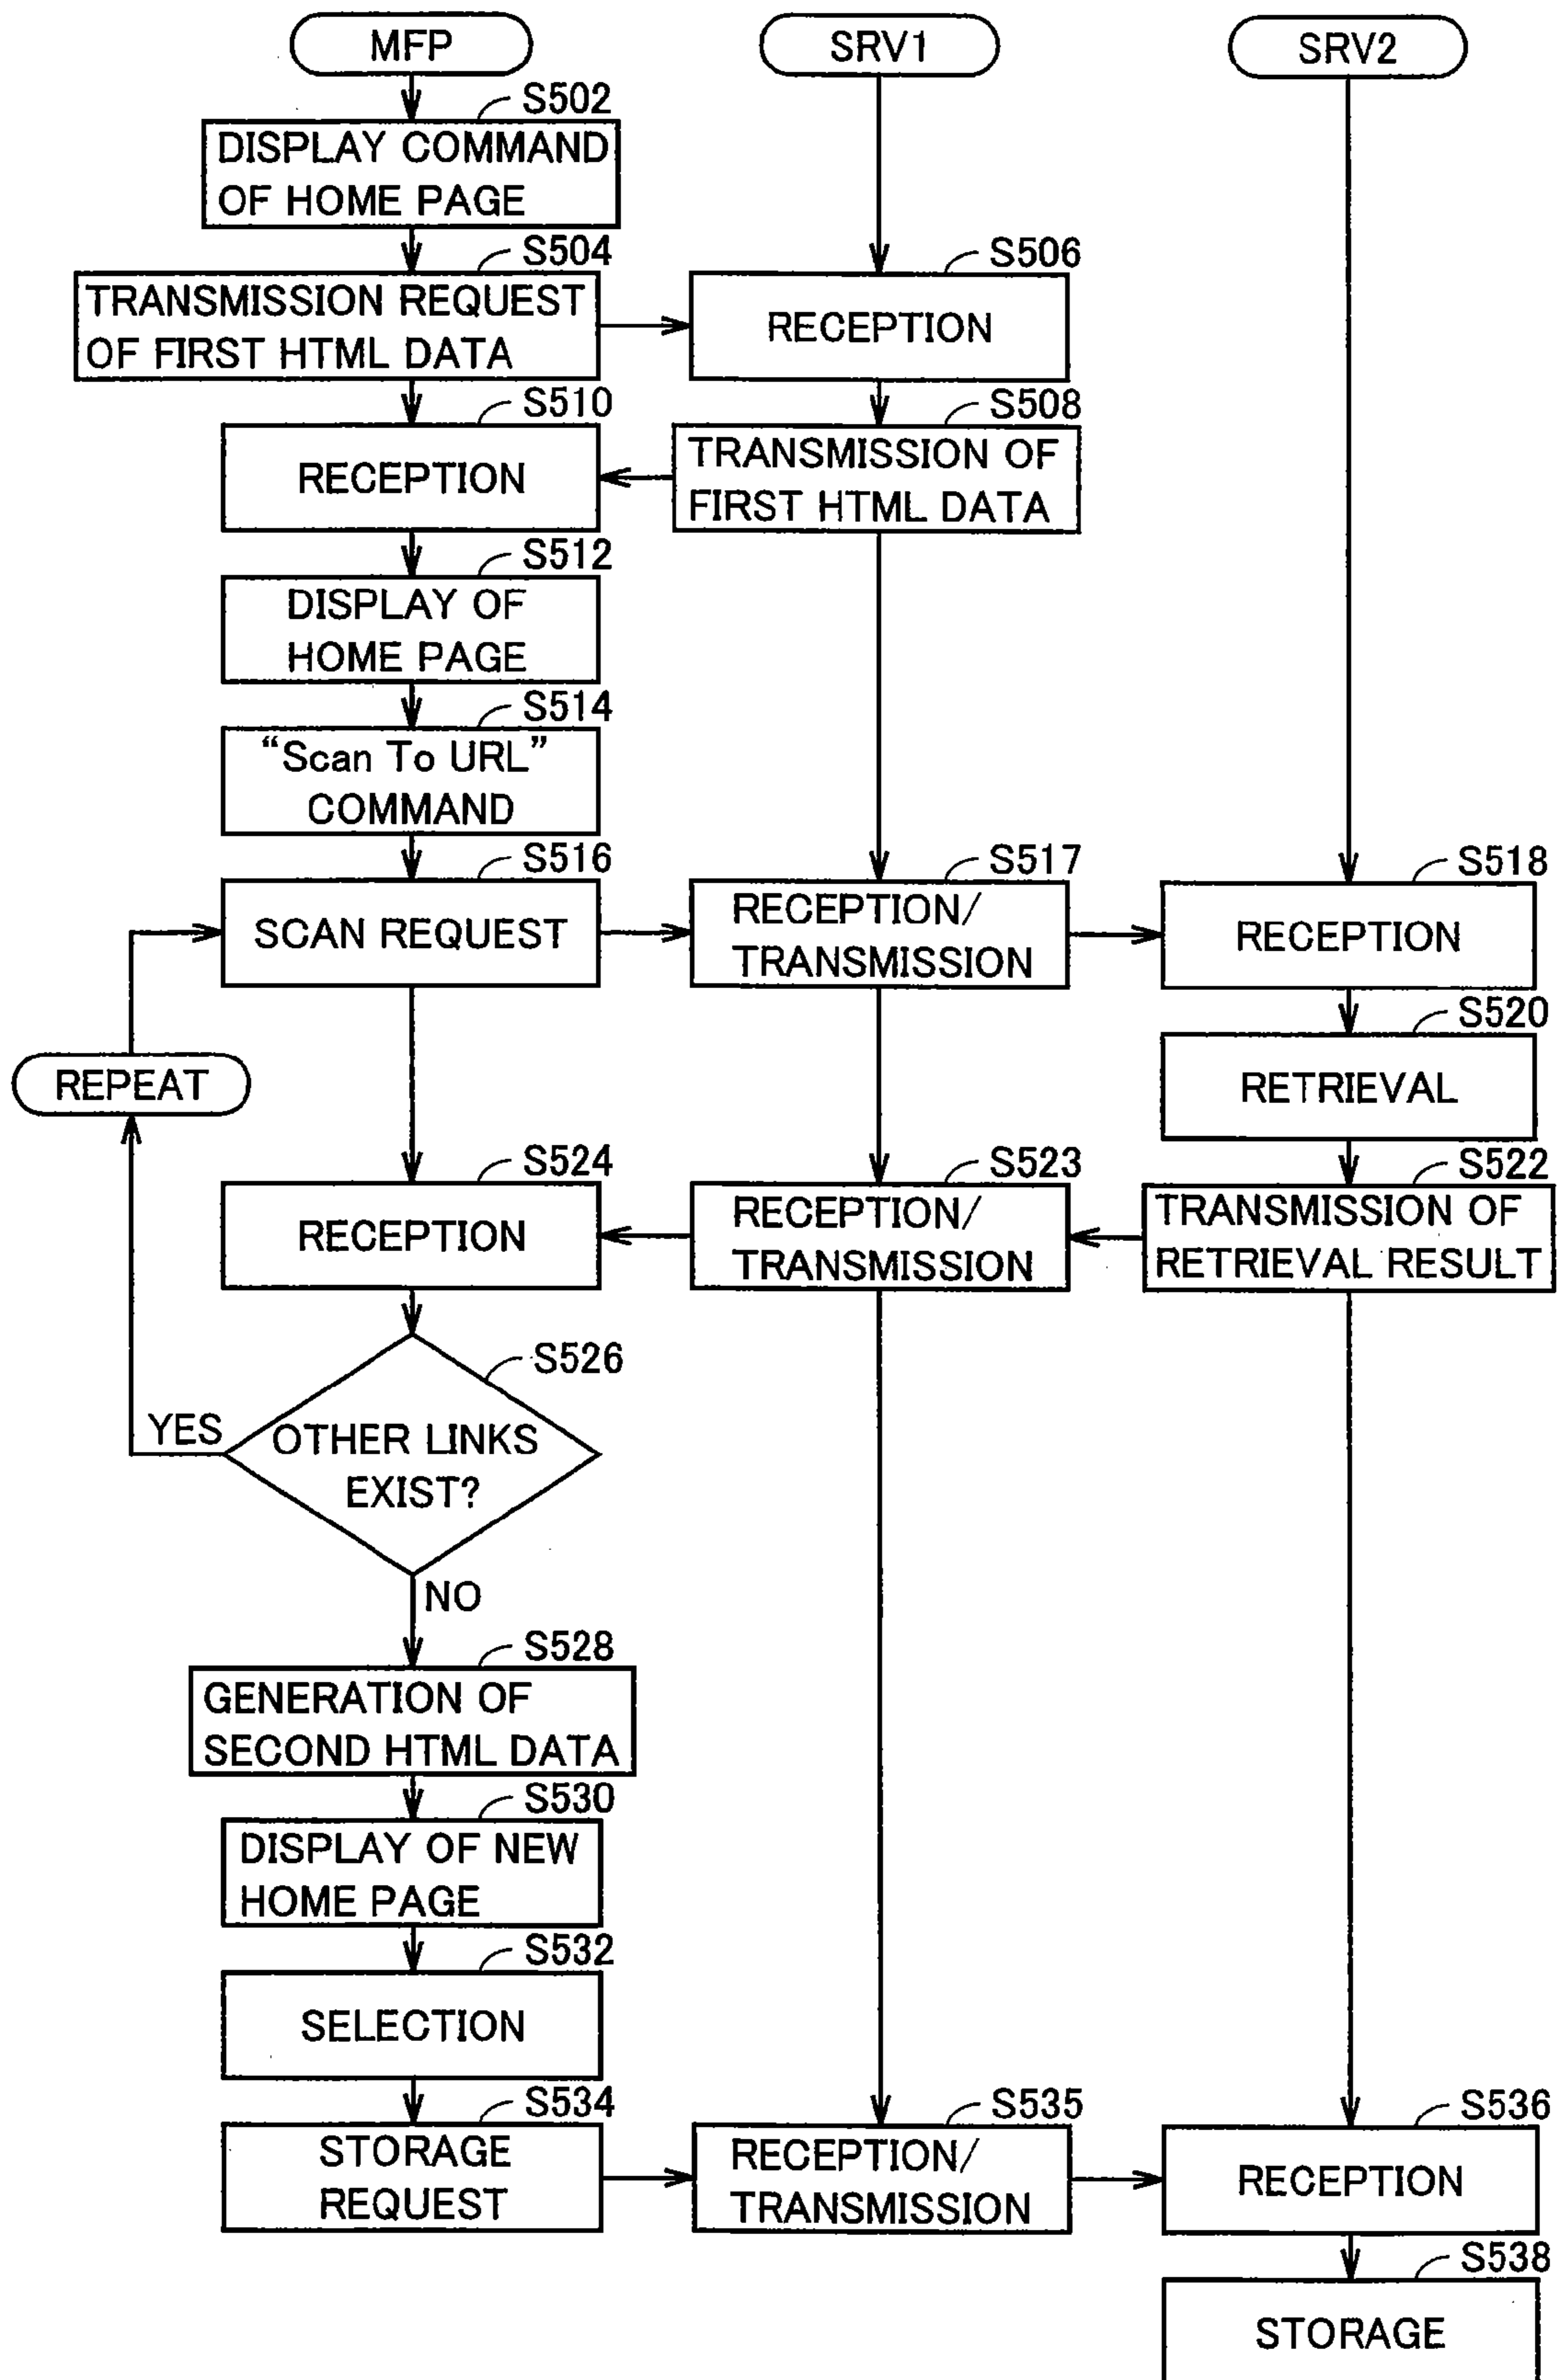 MFP
SRV1
SRV2
S502
DISPLAY COMMAND
OF HOME PAGE
S504
TRANSMISSION REQUEST
OF FIRST HTML DATA
S506
RECEPTION
S510
RECEPTION
S508
TRANSMISSION OF
FIRST HTML DATA
S512
DISPLAY OF
HOME PAGE
S514
“Scan To URL”
COMMAND
S516
SCAN REQUEST
S517
RECEPTION/
TRANSMISSION
S518
RECEPTION
S520
RETRIEVAL
REPEAT
S524
RECEPTION
S523
RECEPTION/
TRANSMISSION
S522
TRANSMISSION OF
RETRIEVAL RESULT
S526
YES
OTHER LINKS
EXIST?
NO
S528
GENERATION OF
SECOND HTML DATA
S530
DISPLAY OF NEW
HOME PAGE
S532
SELECTION
S534
STORAGE
REQUEST
S535
RECEPTION/
TRANSMISSION
S536
RECEPTION
S538
STORAGE